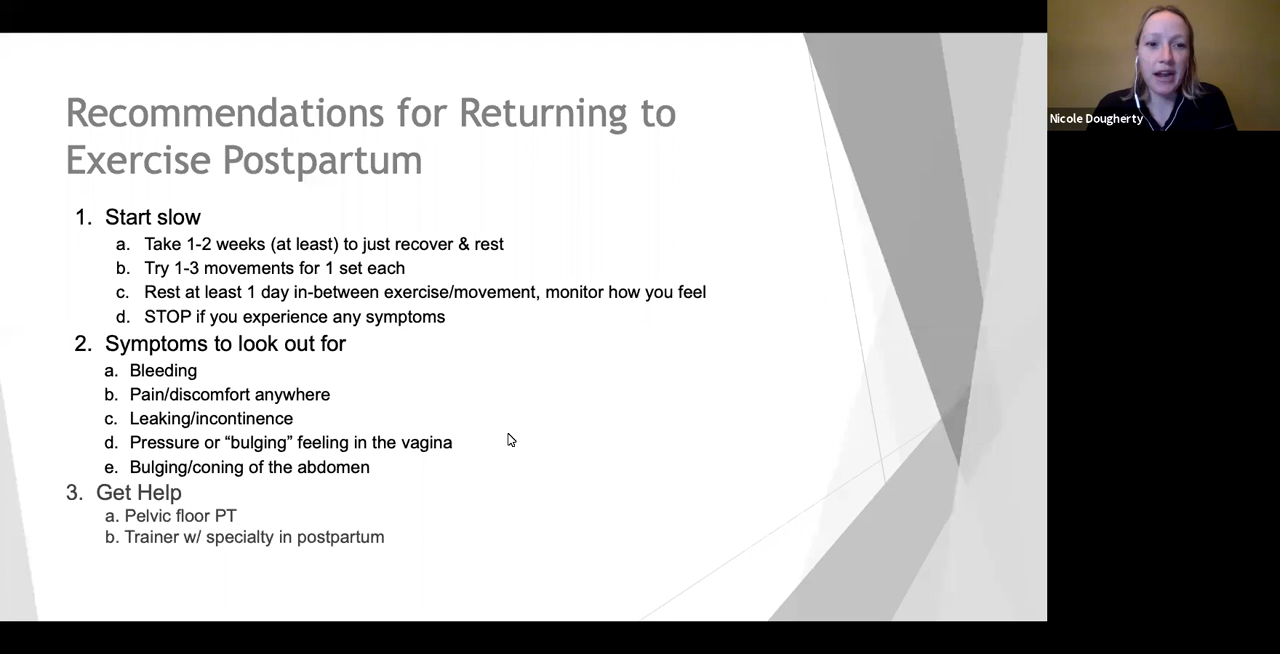 Recommendations for Returning to
Exercise Postpartum
1. Start slow
a. Take 1-2 weeks (at least) to just recover & rest
b. Try 1-3 movements for 1 set each
c. Rest at least 1 day in-between exercise/movement, monitor how you feel
d. STOP if you experience any symptoms
2. Symptoms to look out for
a. Bleeding
b. Pain/discomfort anywhere
c. Leaking/incontinence
d. Pressure or “bulging” feeling in the vagina
e. Bulging/coning of the abdomen
3. Get Help
a. Pelvic floor PT
b. Trainer w/ specialty in postpartum
Nicole Dougherty